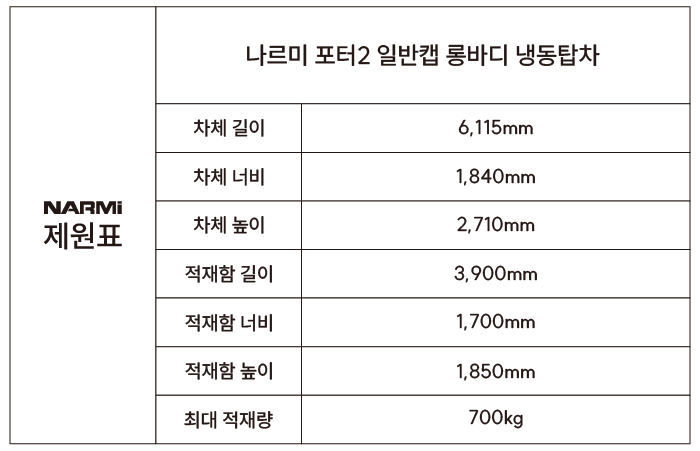 NARMi
제원표
나르미 포터2 일반캡 롱바디 냉동탑차
차체 길이 6,115mm
차체 너비 1,840mm
차체 높이 2,710mm
적재함 길이 3,900mm
적재함 너비 1,700mm
적재함 높이 1,850mm
최대 적재량 700kg